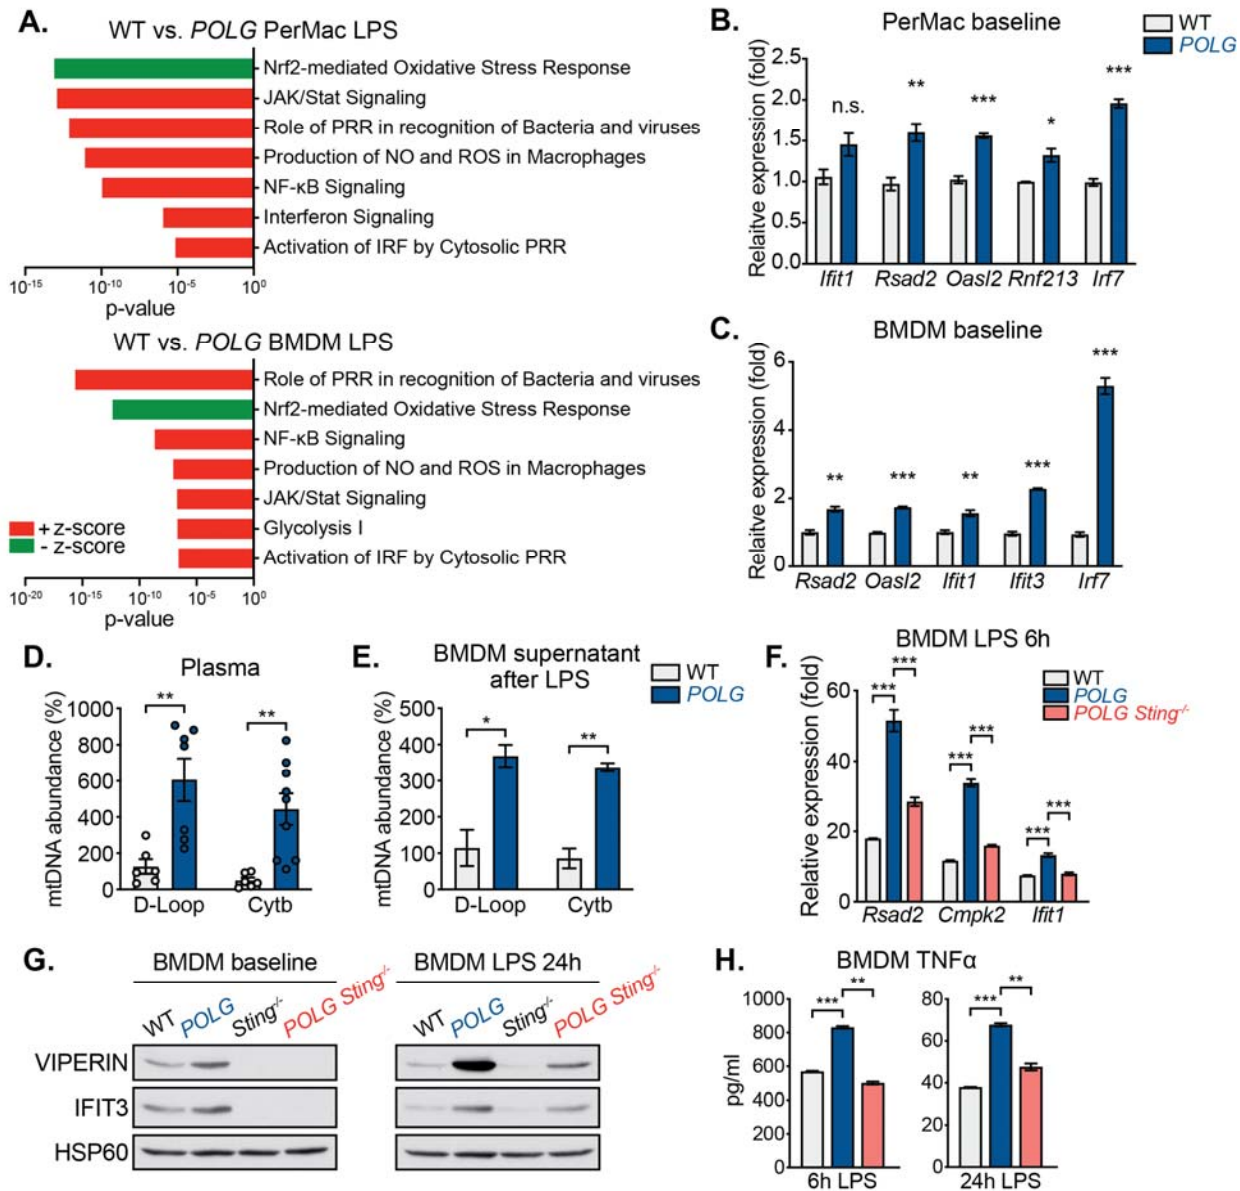 A.
WT vs. POLG PerMac LPS
Nrf2-mediated Oxidative Stress Response
JAK/Stat Signaling
Role of PRR in recognition of Bacteria and viruses
Production of NO and ROS in Macrophages
NF-κB Signaling
Interferon Signaling
Activation of IRF by Cytosolic PRR
10⁻¹⁵ 10⁻¹⁰ 10⁻⁵ 10⁰
p-value
WT vs. POLG BMDM LPS
Role of PRR in recognition of Bacteria and viruses
Nrf2-mediated Oxidative Stress Response
NF-κB Signaling
Production of NO and ROS in Macrophages
JAK/Stat Signaling
Glycolysis I
Activation of IRF by Cytosolic PRR
+ z-score
- z-score
10⁻²⁰ 10⁻¹⁵ 10⁻¹⁰ 10⁻⁵ 10⁰
p-value
B.
PerMac baseline
WT
POLG
Relaitve expression (fold)
2.5
2.0
1.5
1.0
0.5
0.0
n.s. ** *** * ***
Ifit1 Rsad2 Oasl2 Rnf213 Irf7
C.
BMDM baseline
Relaitve expression (fold)
6
4
2
0
** *** ** *** ***
Rsad2 Oasl2 Ifit1 Ifit3 Irf7
D.
Plasma
mtDNA abundance (%)
1000
800
600
400
200
0
** **
D-Loop Cytb
E.
BMDM supernatant
after LPS
WT
POLG
mtDNA abundance (%)
500
400
300
200
100
0
* **
D-Loop Cytb
F.
BMDM LPS 6h
WT
POLG
POLG Sting⁻/⁻
Relative expression (fold)
60
40
20
0
*** *** *** *** *** ***
Rsad2 Cmpk2 Ifit1
G.
BMDM baseline
WT POLG Sting⁻/⁻ POLG Sting⁻/⁻
BMDM LPS 24h
WT POLG Sting⁻/⁻ POLG Sting⁻/⁻
VIPERIN
IFIT3
HSP60
H.
BMDM TNFα
pg/ml
1000
800
600
400
200
0
*** **
6h LPS
80
60
40
20
0
*** **
24h LPS